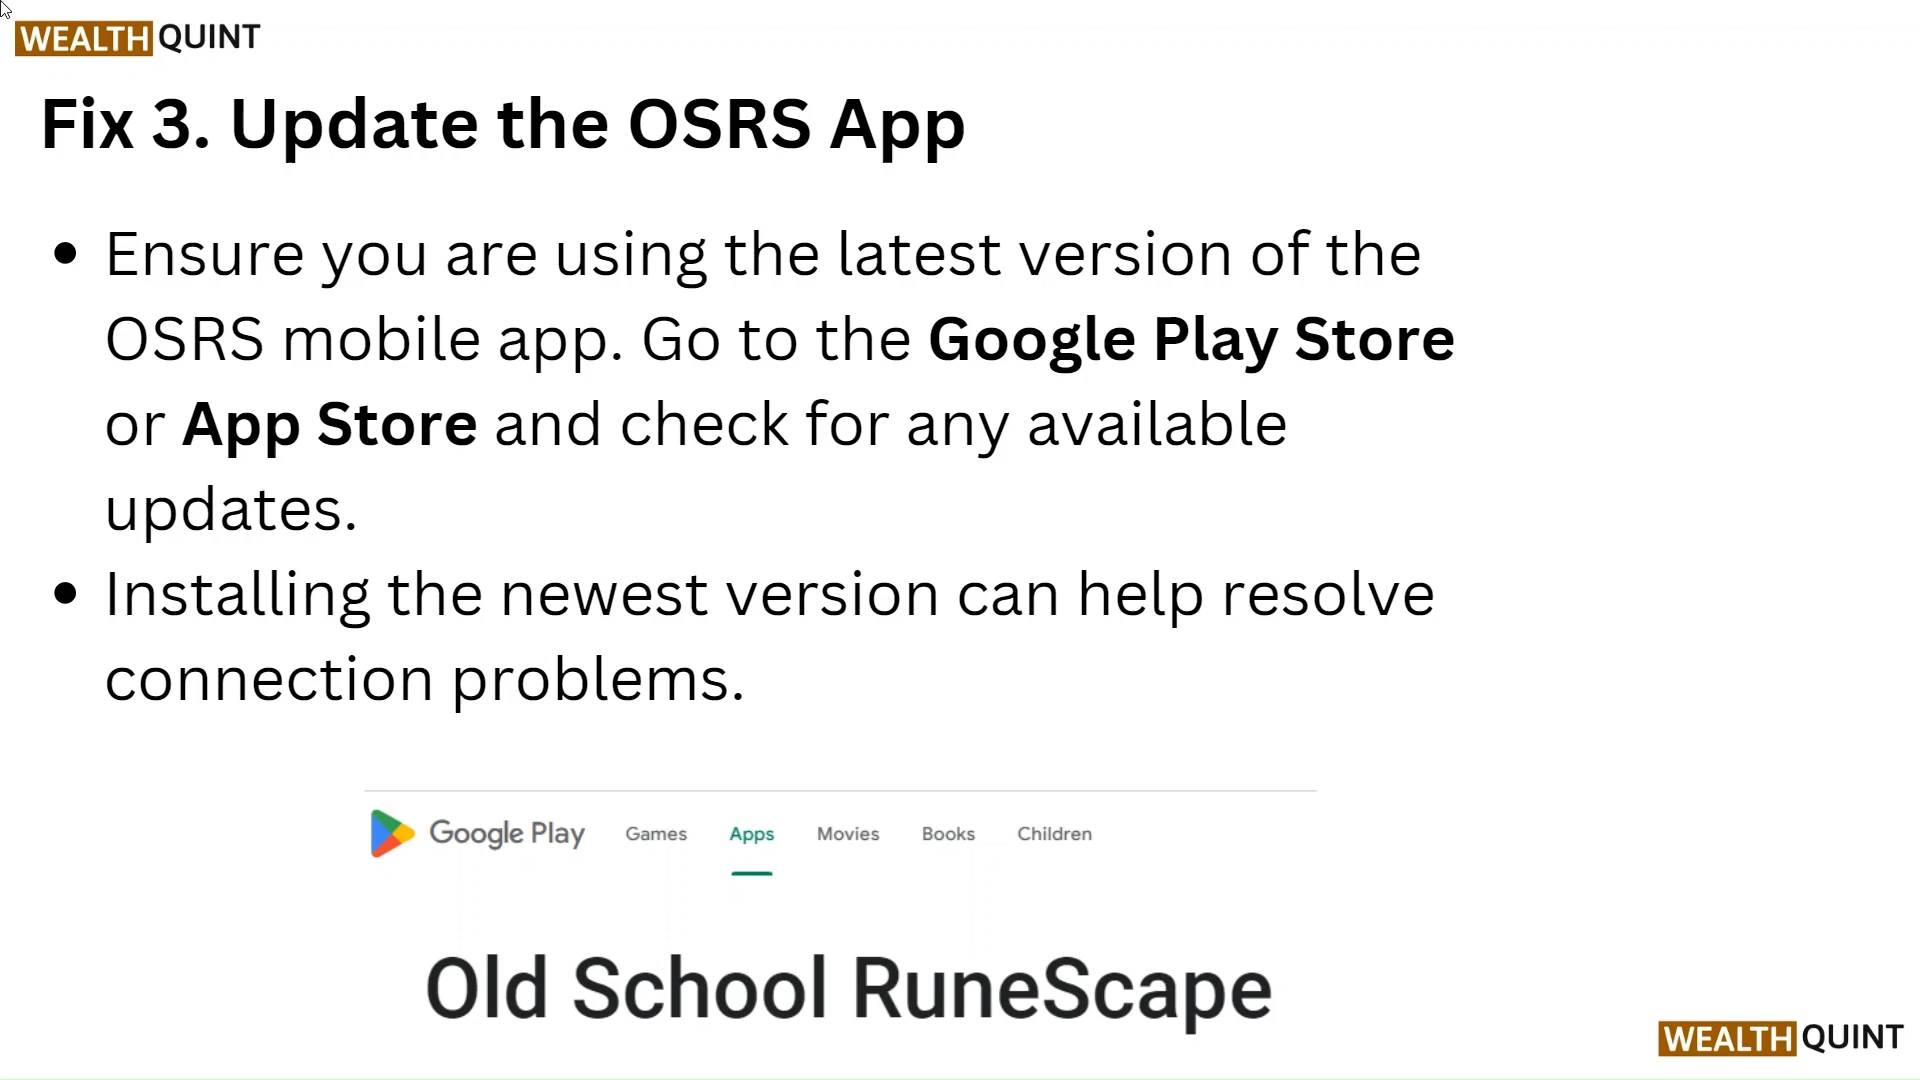 WEALTH QUINT
Fix 3. Update the OSRS App
• Ensure you are using the latest version of the
OSRS mobile app. Go to the Google Play Store
or App Store and check for any available
updates.
• Installing the newest version can help resolve
connection problems.
Google Play Games Apps Movies Books Children
Old School RuneScape
WEALTH QUINT